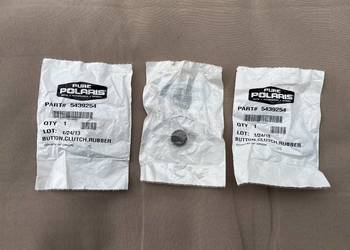 PURE
POLARIS
PART# 5439254
QTY 1
LOT: 1/24/13
BUTTON,CLUTCH,RUBBER
PURE
POLARIS
PART# 5439254
QTY 1
LOT: 1/24/13
BUTTON,CLUTCH,RUBBER